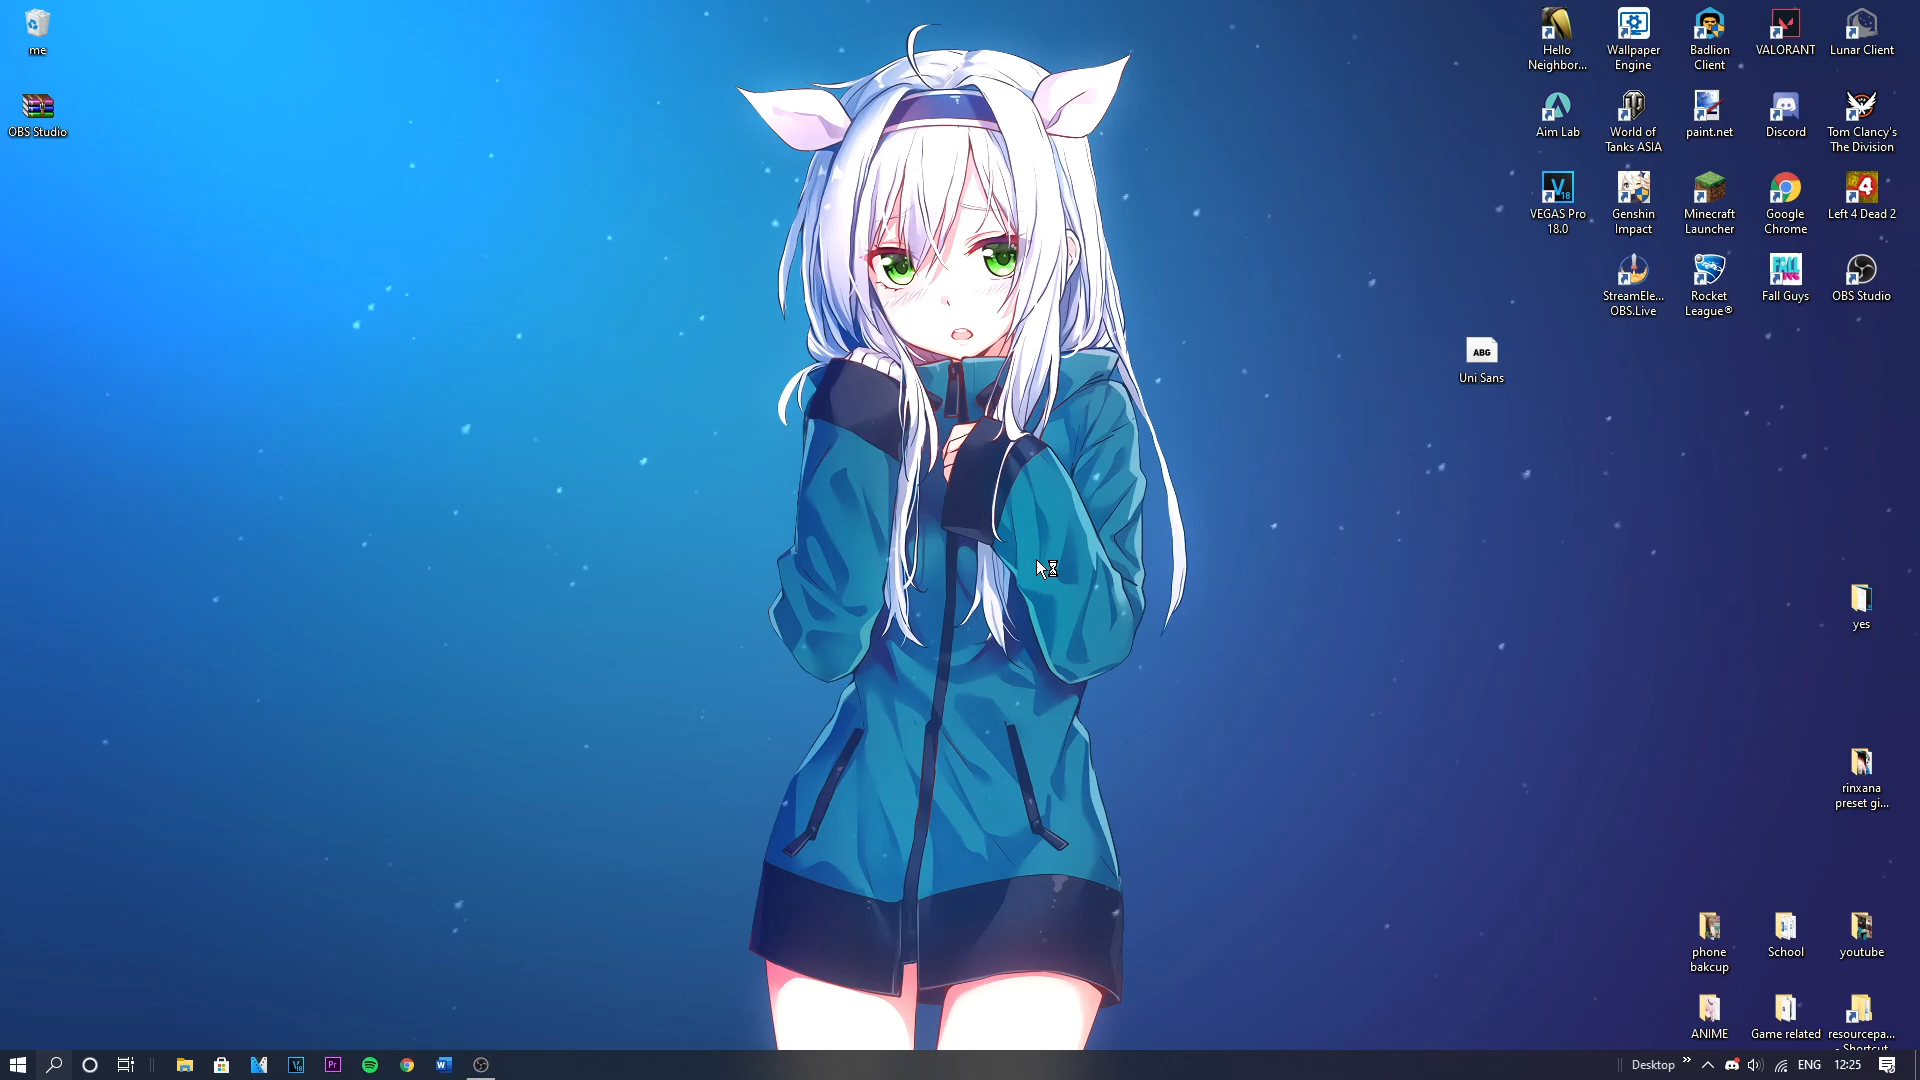 me
OBS Studio
Hello
Neighbor...
Wallpaper
Engine
Badlion
Client
VALORANT
Lunar Client
Aim Lab
World of
Tanks ASIA
paint.net
Discord
Tom Clancy's
The Division
VEGAS Pro
18.0
Genshin
Impact
Minecraft
Launcher
Google
Chrome
Left 4 Dead 2
StreamEle...
OBS.Live
Rocket
League®
Fall Guys
OBS Studio
ABG
Uni Sans
yes
rinxana
preset gi...
phone
bakcup
School
youtube
ANIME
Game related
resourcepa...
- Shortcut
Desktop
ENG
12:25